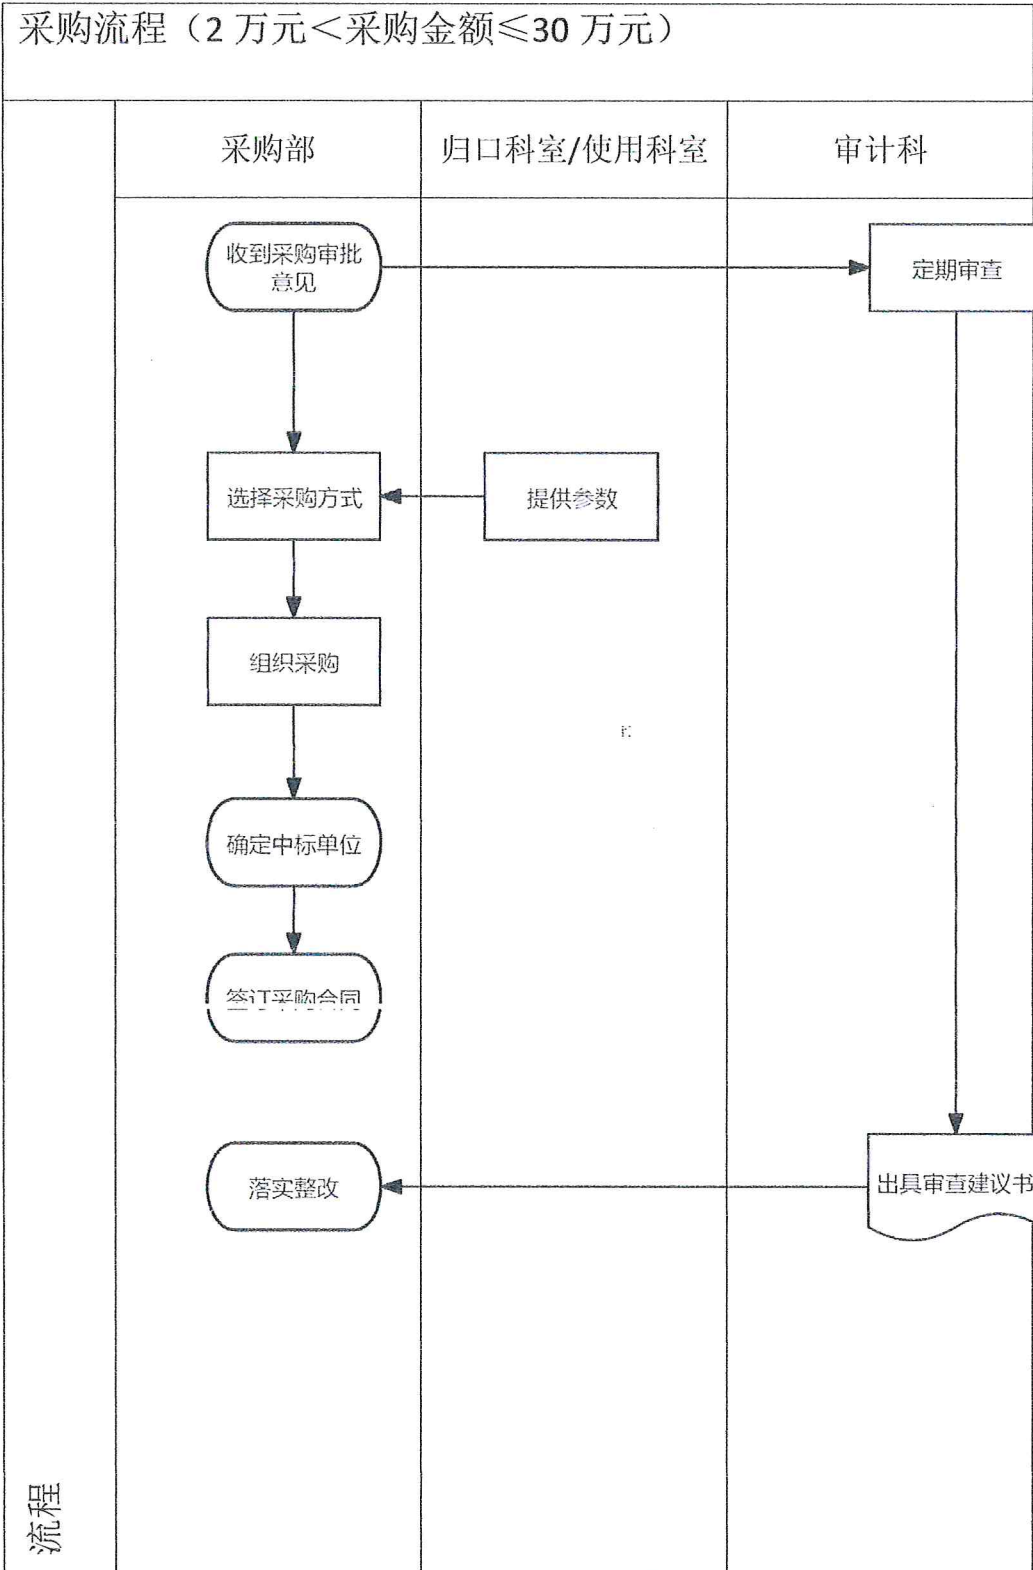 采购流程（2 万元＜采购金额≤30 万元）
采购部
归口科室/使用科室
审计科
收到采购审批
意见
定期审查
选择采购方式
提供参数
组织采购
确定中标单位
签订采购合同
落实整改
出具审查建议书
流程